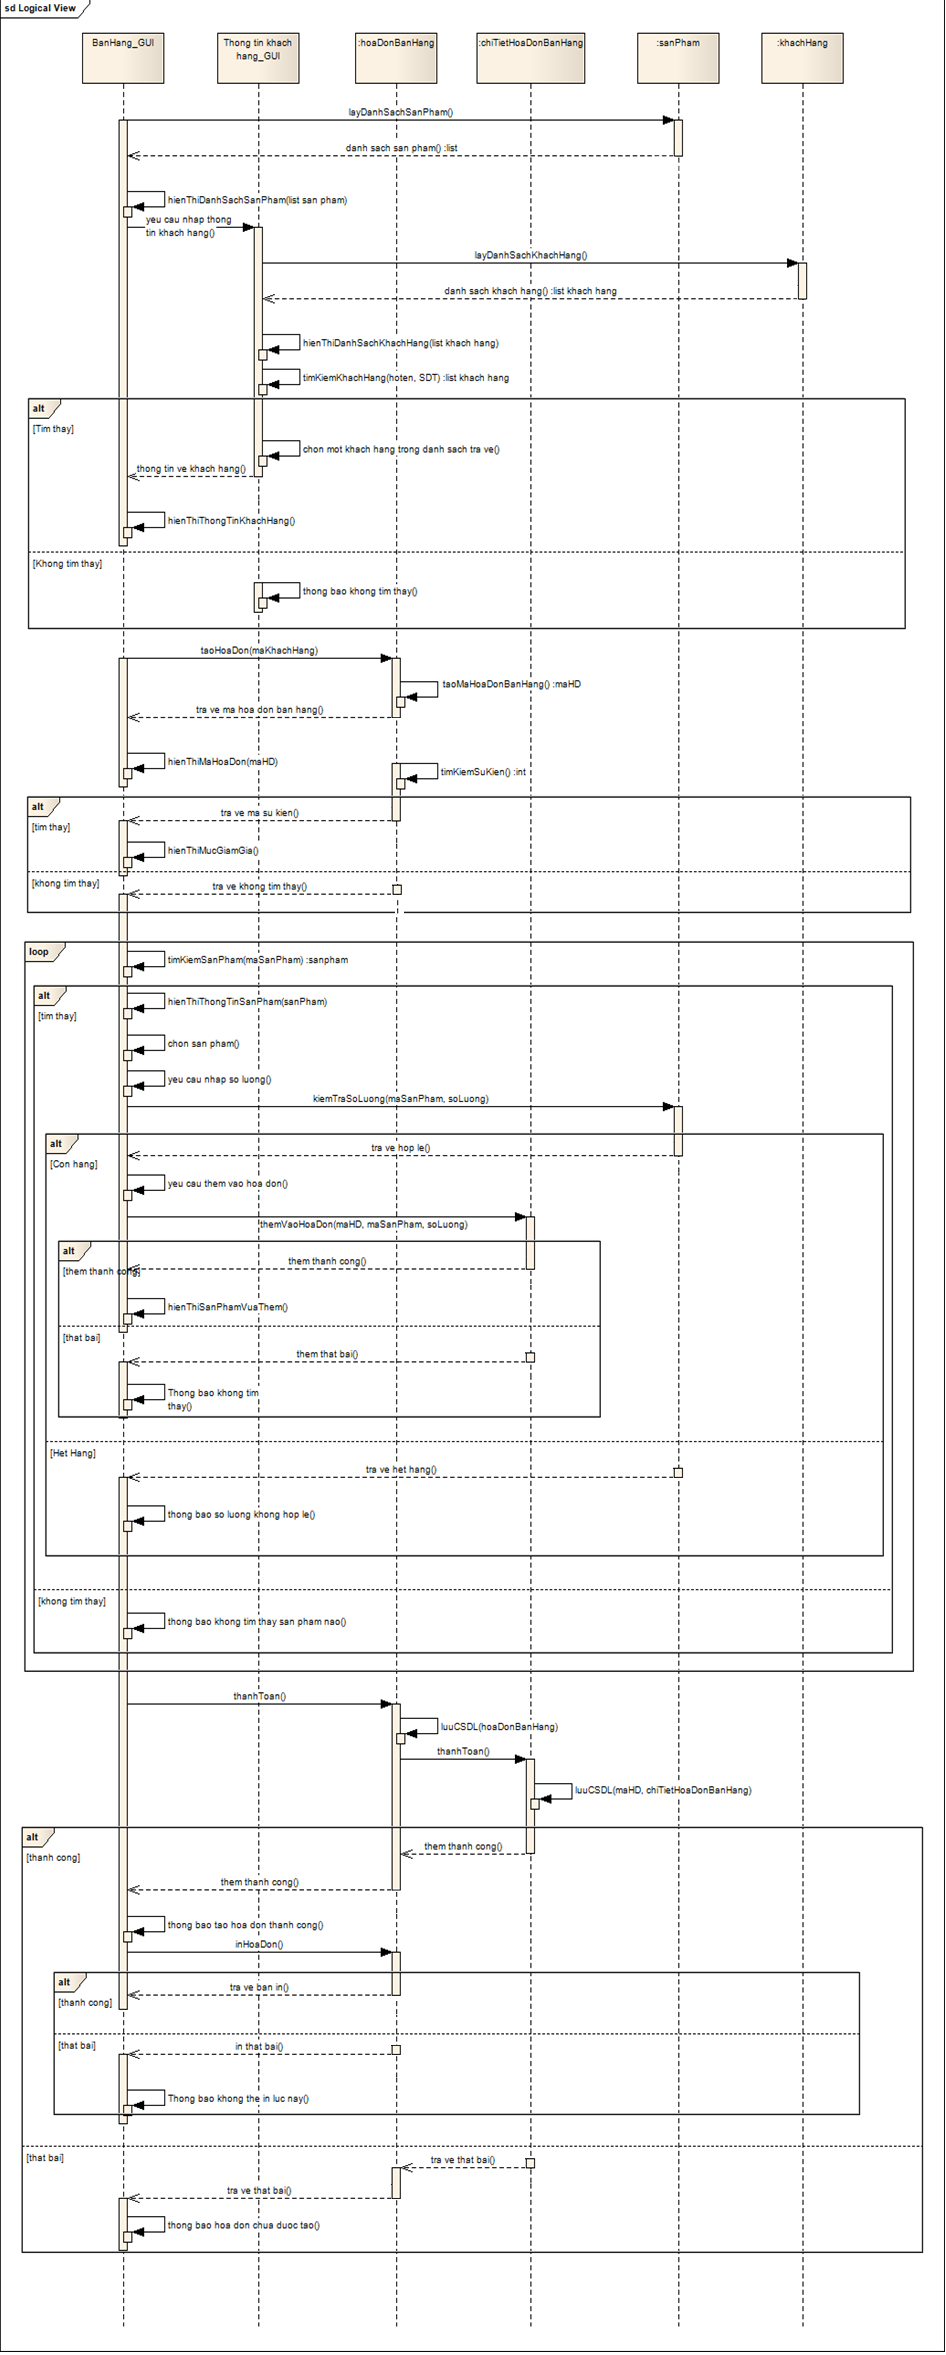 sd Logical View
BanHang_GUI
Thong tin khach
hang_GUI
:hoaDonBanHang
:chiTietHoaDonBanHang
:sanPham
:khachHang
layDanhSachSanPham()
danh sach san pham() :list
hienThiDanhSachSanPham(list san pham)
yeu cau nhap thong
tin khach hang()
layDanhSachKhachHang()
danh sach khach hang() :list khach hang
hienThiDanhSachKhachHang(list khach hang)
timKiemKhachHang(hoten, SDT) :list khach hang
alt
[Tim thay]
chon mot khach hang trong danh sach tra ve()
thong tin ve khach hang()
hienThiThongTinKhachHang()
[Khong tim thay]
thong bao khong tim thay()
taoHoaDon(maKhachHang)
taoMaHoaDonBanHang() :maHD
tra ve ma hoa don ban hang()
hienThiMaHoaDon(maHD)
timKiemSuKien() :int
alt
tra ve ma su kien()
[tim thay]
hienThiMucGiamGia()
[khong tim thay]
tra ve khong tim thay()
loop
timKiemSanPham(maSanPham) :sanpham
alt
hienThiThongTinSanPham(sanPham)
[tim thay]
chon san pham()
yeu cau nhap so luong()
kiemTraSoLuong(maSanPham, soLuong)
alt
tra ve hop le()
[Con hang]
yeu cau them vao hoa don()
themVaoHoaDon(maHD, maSanPham, soLuong)
alt
them thanh cong()
[them thanh cong]
hienThiSanPhamVuaThem()
[that bai]
them that bai()
Thong bao khong tim
thay()
[Het Hang]
tra ve het hang()
thong bao so luong khong hop le()
[khong tim thay]
thong bao khong tim thay san pham nao()
thanhToan()
luuCSDL(hoaDonBanHang)
thanhToan()
luuCSDL(maHD, chiTietHoaDonBanHang)
alt
them thanh cong()
[thanh cong]
them thanh cong()
thong bao tao hoa don thanh cong()
inHoaDon()
alt
tra ve ban in()
[thanh cong]
[that bai]
in that bai()
Thong bao khong the in luc nay()
[that bai]
tra ve that bai()
tra ve that bai()
thong bao hoa don chua duoc tao()